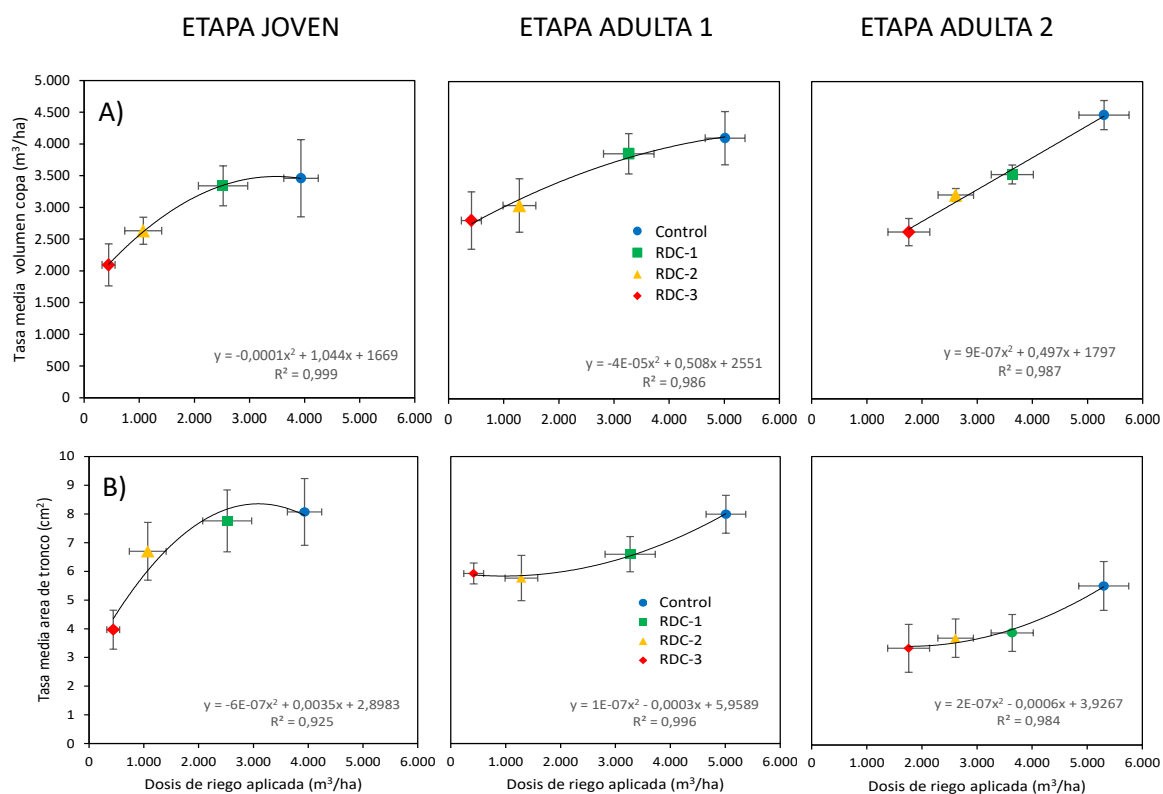 ETAPA JOVEN
ETAPA ADULTA 1
ETAPA ADULTA 2
A)
Tasa media volumen copa (m³/ha)
5.000
4.500
4.000
3.500
3.000
2.500
2.000
1.500
1.000
500
0
y = -0,0001x² + 1,044x + 1669
R² = 0,999
0 1.000 2.000 3.000 4.000 5.000 6.000
Control
RDC-1
RDC-2
RDC-3
y = -4E-05x² + 0,508x + 2551
R² = 0,986
0 1.000 2.000 3.000 4.000 5.000 6.000
y = 9E-07x² + 0,497x + 1797
R² = 0,987
0 1.000 2.000 3.000 4.000 5.000 6.000
B)
Tasa media area de tronco (cm²)
10
9
8
7
6
5
4
3
2
1
0
y = -6E-07x² + 0,0035x + 2,8983
R² = 0,925
0 1.000 2.000 3.000 4.000 5.000 6.000
Dosis de riego aplicada (m³/ha)
Control
RDC-1
RDC-2
RDC-3
y = 1E-07x² - 0,0003x + 5,9589
R² = 0,996
0 1.000 2.000 3.000 4.000 5.000 6.000
Dosis de riego aplicada (m³/ha)
y = 2E-07x² - 0,0006x + 3,9267
R² = 0,984
0 1.000 2.000 3.000 4.000 5.000 6.000
Dosis de riego aplicada (m³/ha)